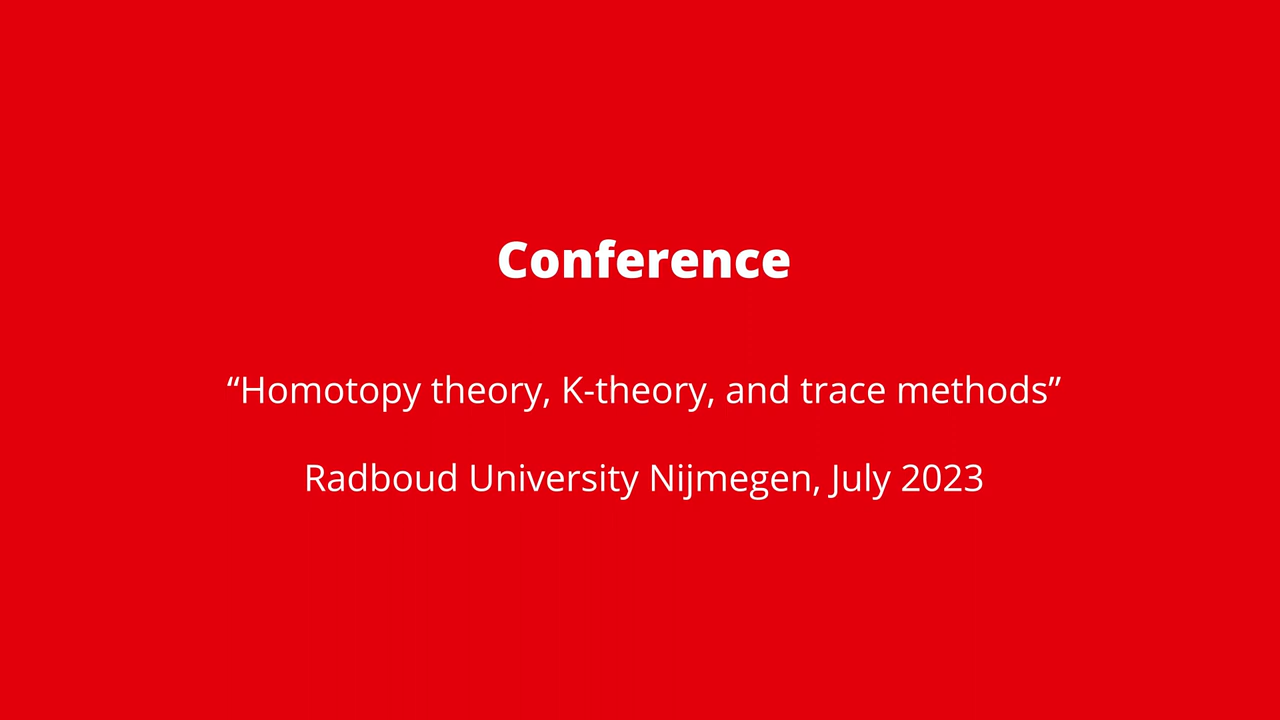 Conference
“Homotopy theory, K-theory, and trace methods”
Radboud University Nijmegen, July 2023